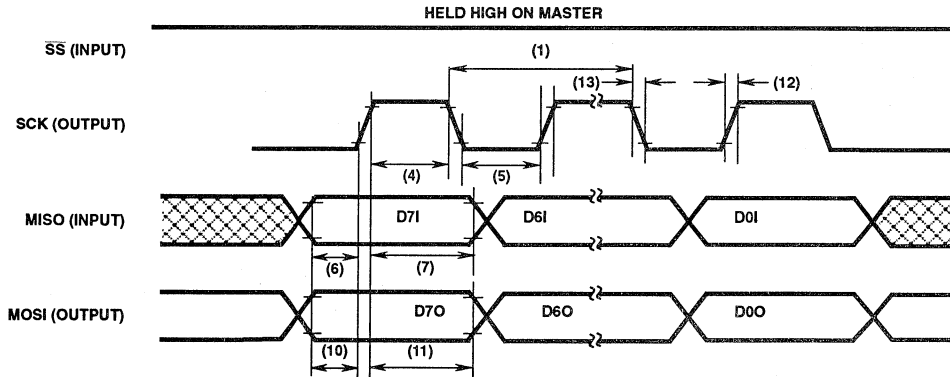 HELD HIGH ON MASTER
SS (INPUT)
(1)
(13)
(12)
SCK (OUTPUT)
(4)
(5)
MISO (INPUT)
D7I
D6I
D0I
(6)
(7)
MOSI (OUTPUT)
D7O
D6O
D0O
(10)
(11)